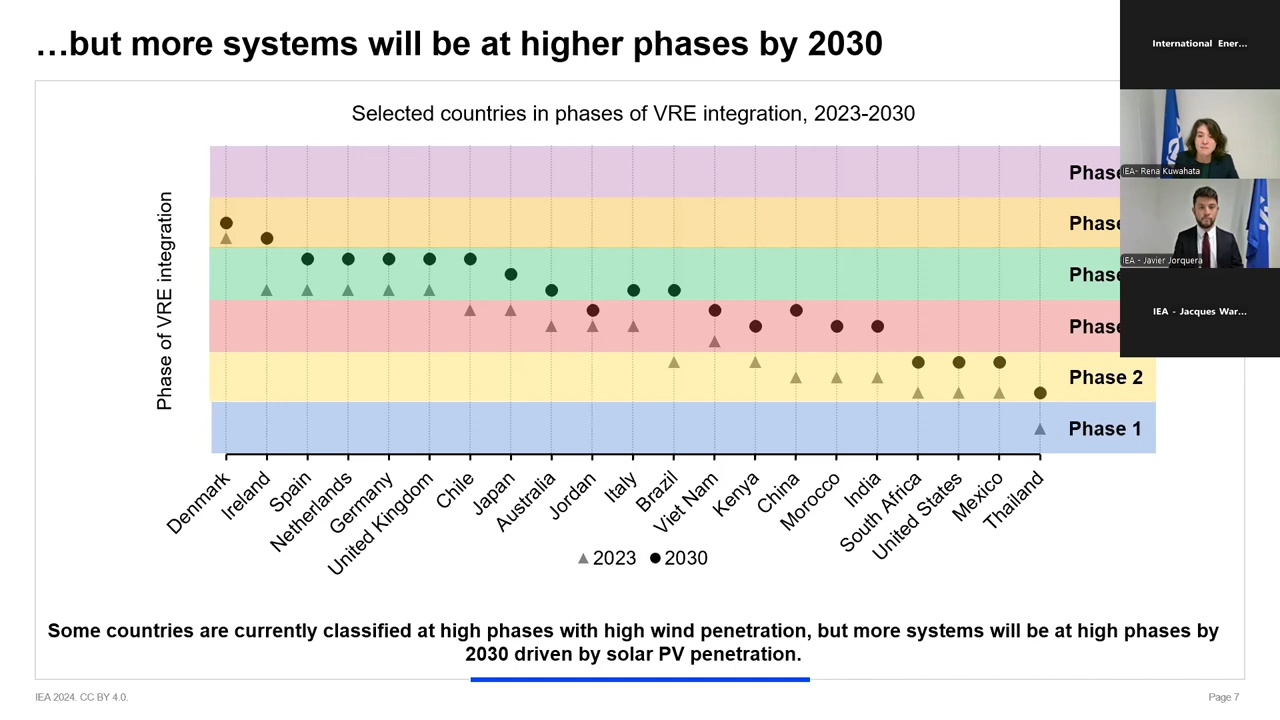 …but more systems will be at higher phases by 2030
International Ener...
Selected countries in phases of VRE integration, 2023-2030
Phase of VRE integration
Phase
Phase
Phase
Phase
Phase 2
Phase 1
IEA- Rena Kuwahata
IEA - Javier Jorquera
IEA - Jacques War...
Denmark
Ireland
Spain
Netherlands
Germany
United Kingdom
Chile
Japan
Australia
Jordan
Italy
Brazil
Viet Nam
Kenya
China
Morocco
India
South Africa
United States
Mexico
Thailand
2023 2030
Some countries are currently classified at high phases with high wind penetration, but more systems will be at high phases by
2030 driven by solar PV penetration.
IEA 2024. CC BY 4.0.
Page 7